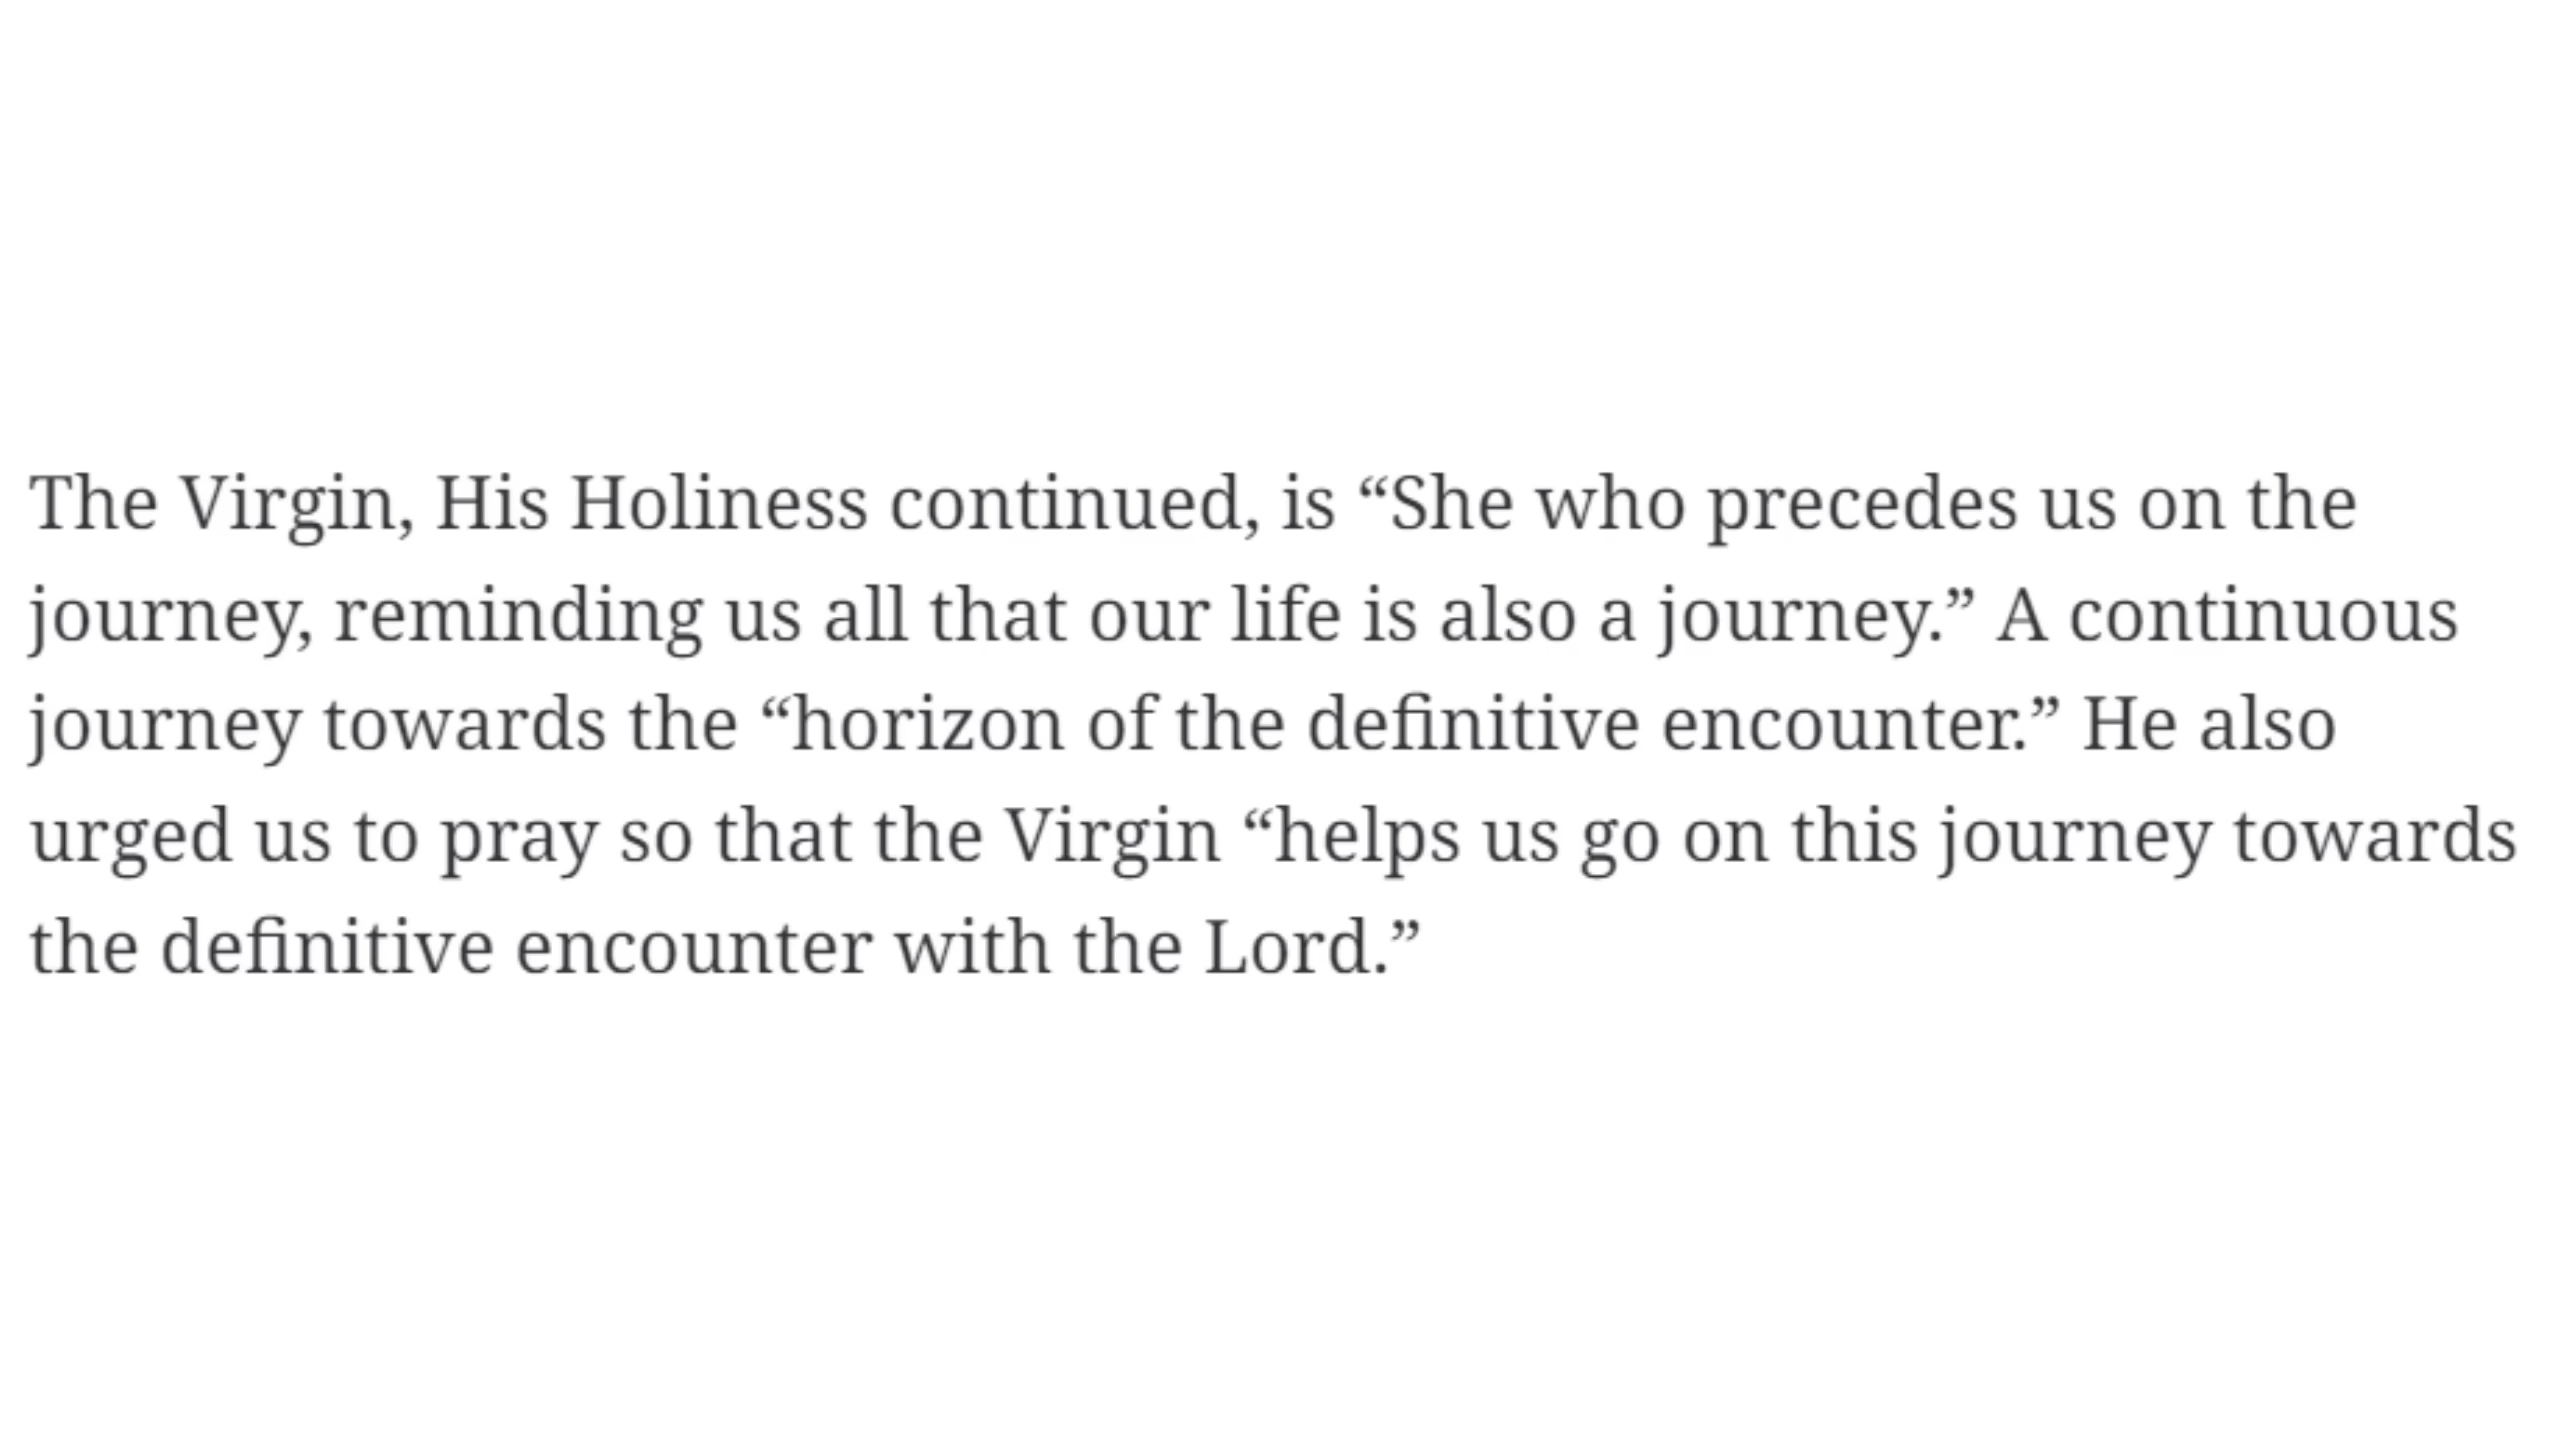 The Virgin, His Holiness continued, is “She who precedes us on the
journey, reminding us all that our life is also a journey.” A continuous
journey towards the “horizon of the definitive encounter.” He also
urged us to pray so that the Virgin “helps us go on this journey towards
the definitive encounter with the Lord.”